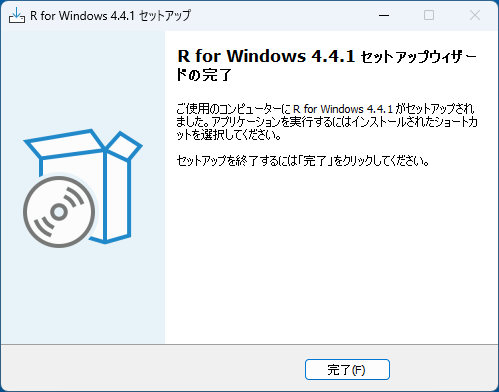 R for Windows 4.4.1 セットアップ
R for Windows 4.4.1 セットアップウィザー
ドの完了
ご使用のコンピューターに R for Windows 4.4.1 がセットアップされ
ました。アプリケーションを実行するにはインストールされたショートカ
ットを選択してください。
セットアップを終了するには「完了」をクリックしてください。
完了(F)